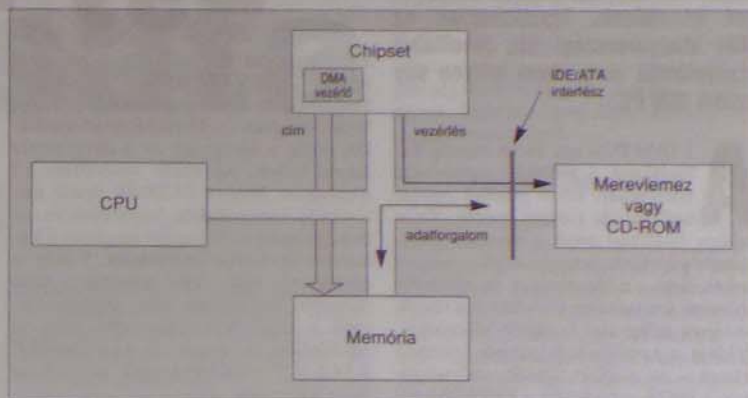 Chipset
DMA
vezérlő
IDE/ATA
interfész
cím
vezérlés
CPU
Merevlemez
vagy
CD-ROM
adatforgalom
Memória